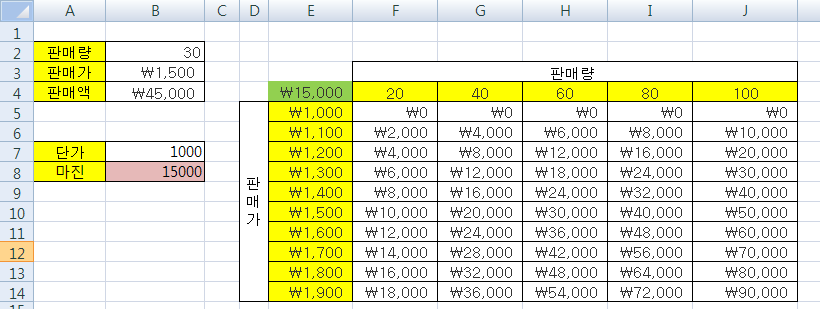 A B C D E F G H I J
1
2 판매량 30
3 판매가 ₩1,500 판매량
4 판매액 ₩45,000 ₩15,000 20 40 60 80 100
5 ₩1,000 ₩0 ₩0 ₩0 ₩0 ₩0
6 ₩1,100 ₩2,000 ₩4,000 ₩6,000 ₩8,000 ₩10,000
7 단가 1000 ₩1,200 ₩4,000 ₩8,000 ₩12,000 ₩16,000 ₩20,000
8 마진 15000 ₩1,300 ₩6,000 ₩12,000 ₩18,000 ₩24,000 ₩30,000
9 판 ₩1,400 ₩8,000 ₩16,000 ₩24,000 ₩32,000 ₩40,000
10 매 ₩1,500 ₩10,000 ₩20,000 ₩30,000 ₩40,000 ₩50,000
11 가 ₩1,600 ₩12,000 ₩24,000 ₩36,000 ₩48,000 ₩60,000
12 ₩1,700 ₩14,000 ₩28,000 ₩42,000 ₩56,000 ₩70,000
13 ₩1,800 ₩16,000 ₩32,000 ₩48,000 ₩64,000 ₩80,000
14 ₩1,900 ₩18,000 ₩36,000 ₩54,000 ₩72,000 ₩90,000